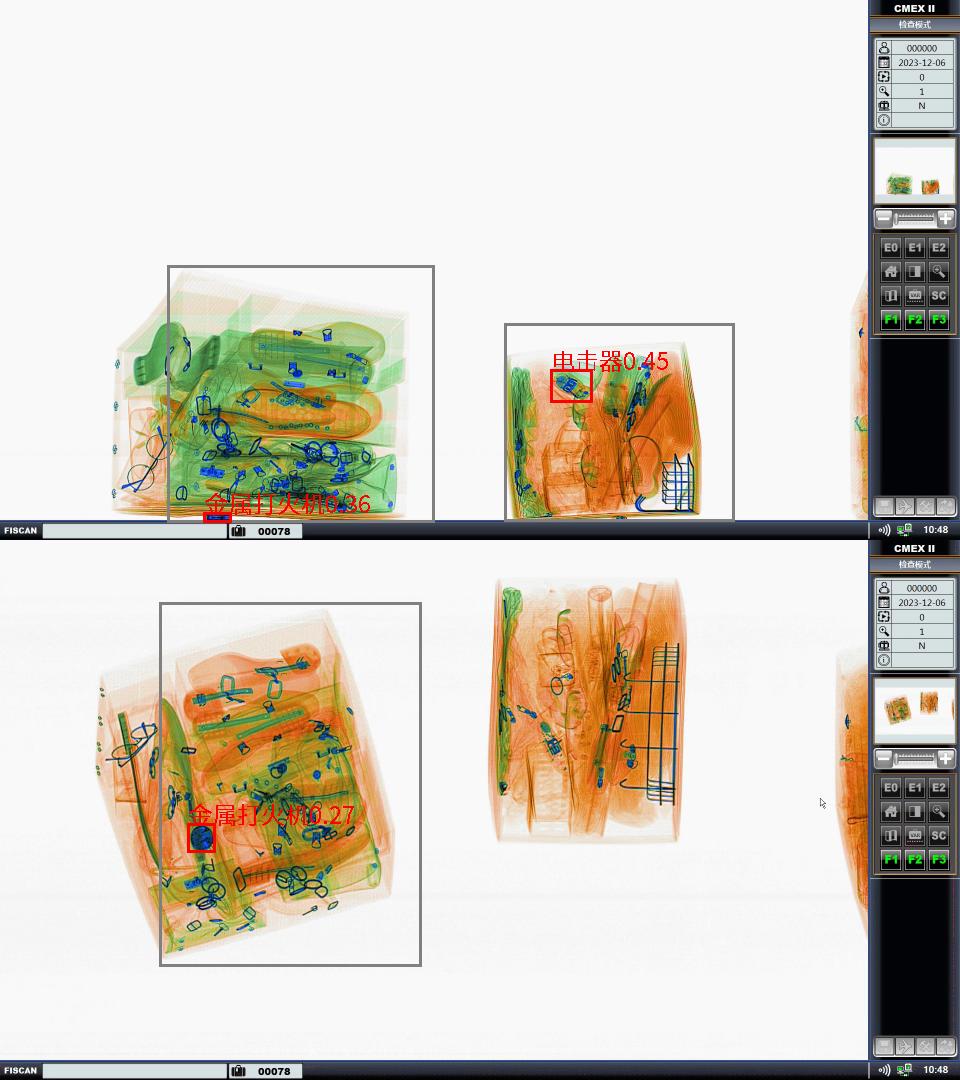 CMEX II
检查模式
000000
2023-12-06
0
1
N
E0 E1 E2
SC
F1 F2 F3
电击器0.45
金属打火机0.36
FISCAN
00078
10:48
CMEX II
检查模式
000000
2023-12-06
0
1
N
E0 E1 E2
SC
F1 F2 F3
金属打火机0.27
FISCAN
00078
10:48